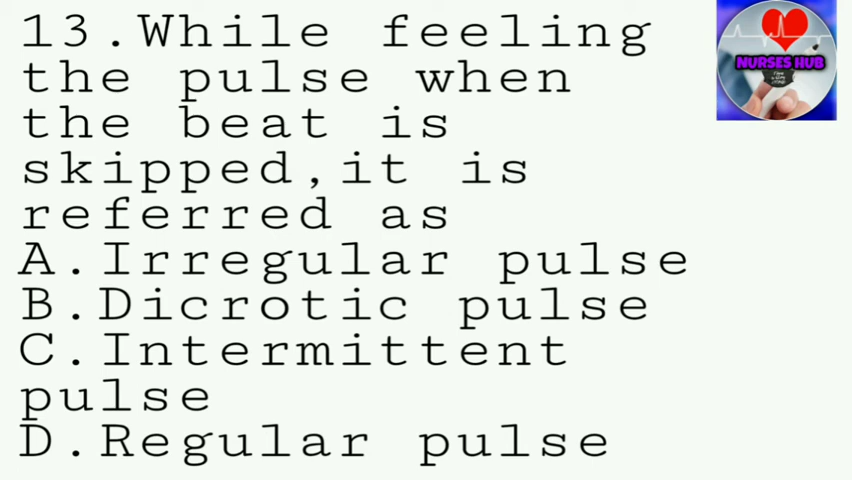 13.While feeling
the pulse when
the beat is
skipped,it is
referred as
A.Irregular pulse
B.Dicrotic pulse
C.Intermittent
pulse
D.Regular pulse
NURSES HUB